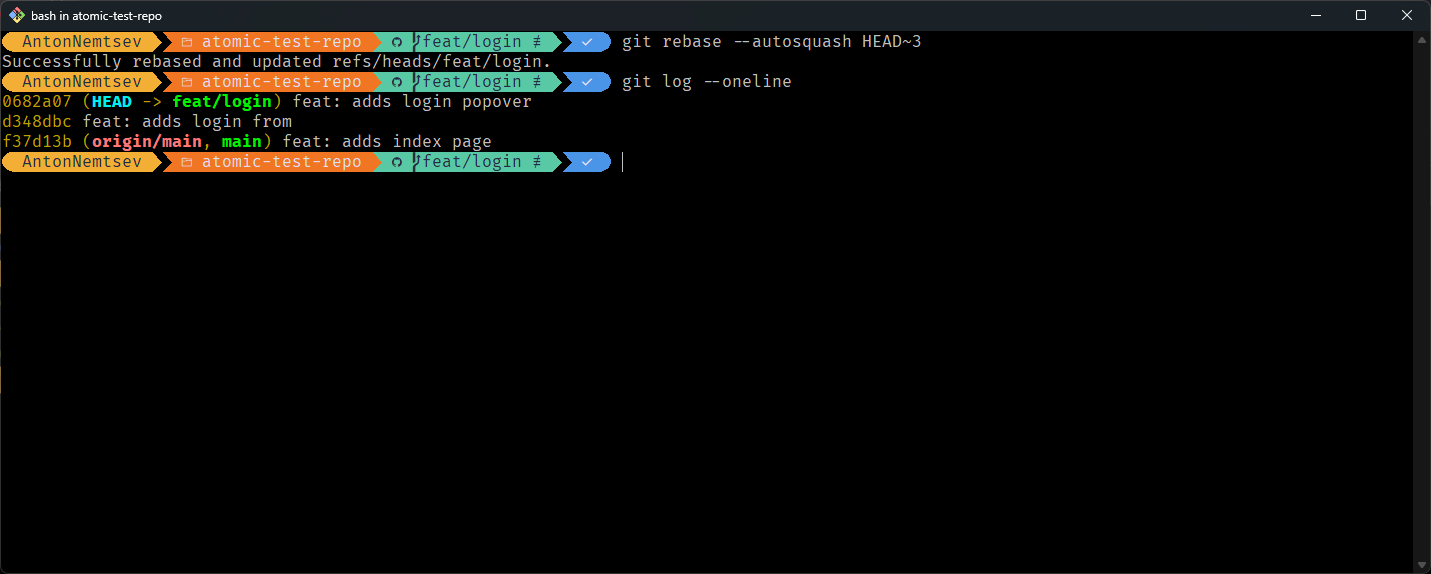 bash in atomic-test-repo
AntonNemtsev atomic-test-repo feat/login ≢ git rebase --autosquash HEAD~3
Successfully rebased and updated refs/heads/feat/login.
AntonNemtsev atomic-test-repo feat/login ≢ git log --oneline
0682a07 (HEAD -> feat/login) feat: adds login popover
d348dbc feat: adds login from
f37d13b (origin/main, main) feat: adds index page
AntonNemtsev atomic-test-repo feat/login ≢